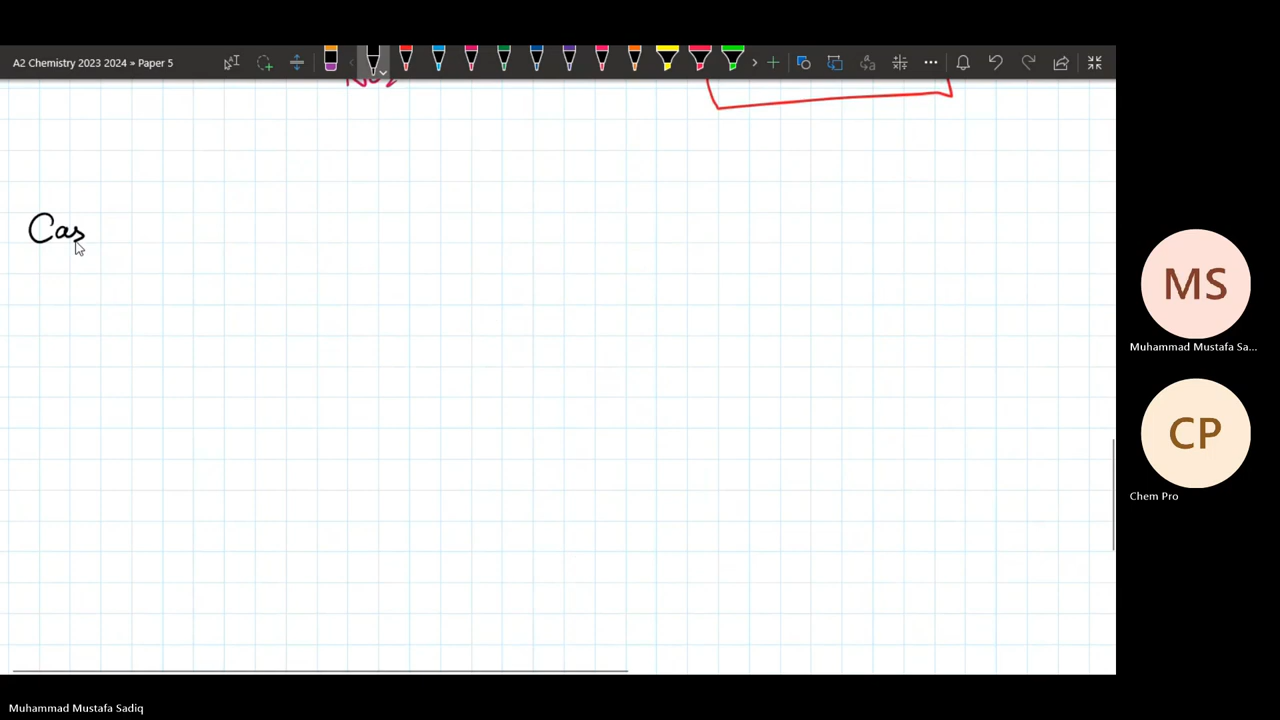 A2 Chemistry 2023 2024 » Paper 5
Cas
MS
Muhammad Mustafa Sa...
CP
Chem Pro
Muhammad Mustafa Sadiq